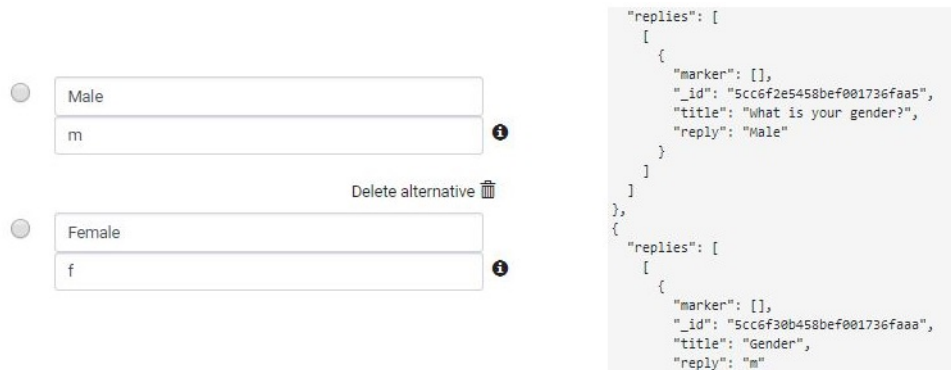 Male
m
Delete alternative
Female
f
"replies": [
[
{
"marker": [],
"_id": "5cc6f2e5458bef001736faa5",
"title": "What is your gender?",
"reply": "Male"
}
]
]
},
{
"replies": [
[
{
"marker": [],
"_id": "5cc6f30b458bef001736faaa",
"title": "Gender",
"reply": "m"